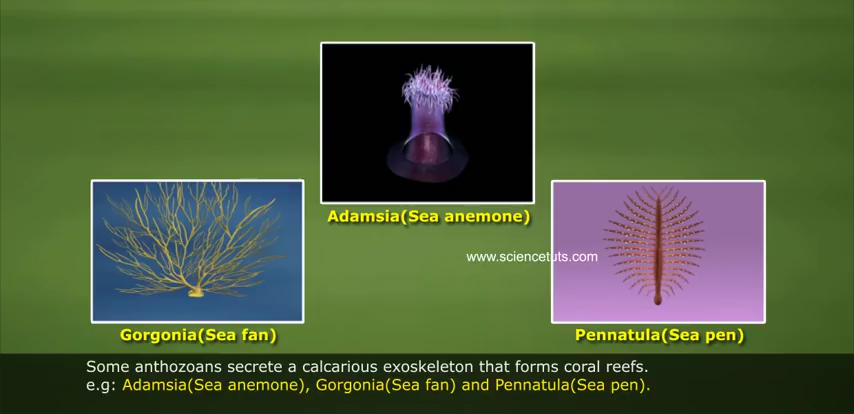 Adamsia(Sea anemone)
www.sciencetuts.com
Gorgonia(Sea fan)
Pennatula(Sea pen)
Some anthozoans secrete a calcarious exoskeleton that forms coral reefs.
e.g: Adamsia(Sea anemone), Gorgonia(Sea fan) and Pennatula(Sea pen).